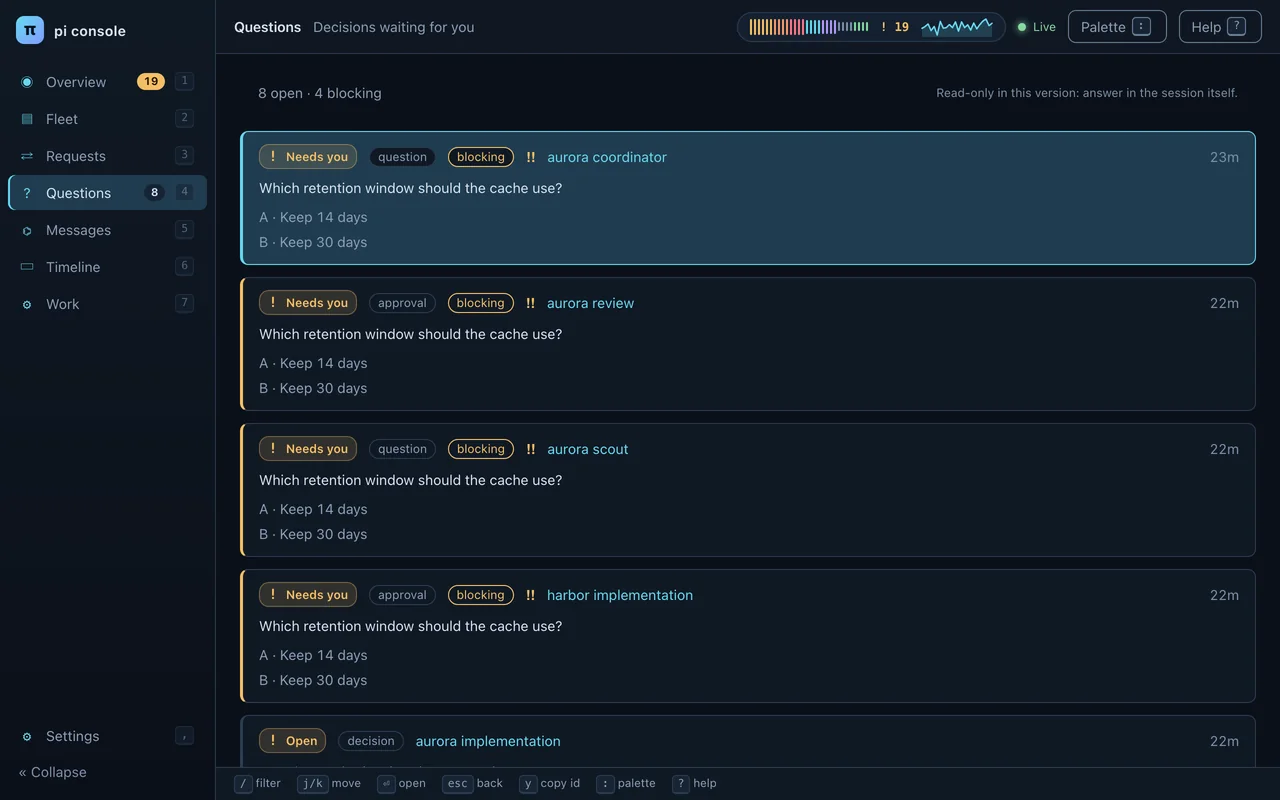 π pi console
Questions Decisions waiting for you
! 19
Live
Palette :
Help ?
Overview 19 1
Fleet 2
Requests 3
Questions 8 4
Messages 5
Timeline 6
Work 7
Settings ,
« Collapse
8 open · 4 blocking
Read-only in this version: answer in the session itself.
! Needs you question blocking !! aurora coordinator 23m
Which retention window should the cache use?
A · Keep 14 days
B · Keep 30 days
! Needs you approval blocking !! aurora review 22m
Which retention window should the cache use?
A · Keep 14 days
B · Keep 30 days
! Needs you question blocking !! aurora scout 22m
Which retention window should the cache use?
A · Keep 14 days
B · Keep 30 days
! Needs you approval blocking !! harbor implementation 22m
Which retention window should the cache use?
A · Keep 14 days
B · Keep 30 days
! Open decision aurora implementation 22m
/ filter j/k move ⏎ open esc back y copy id : palette ? help